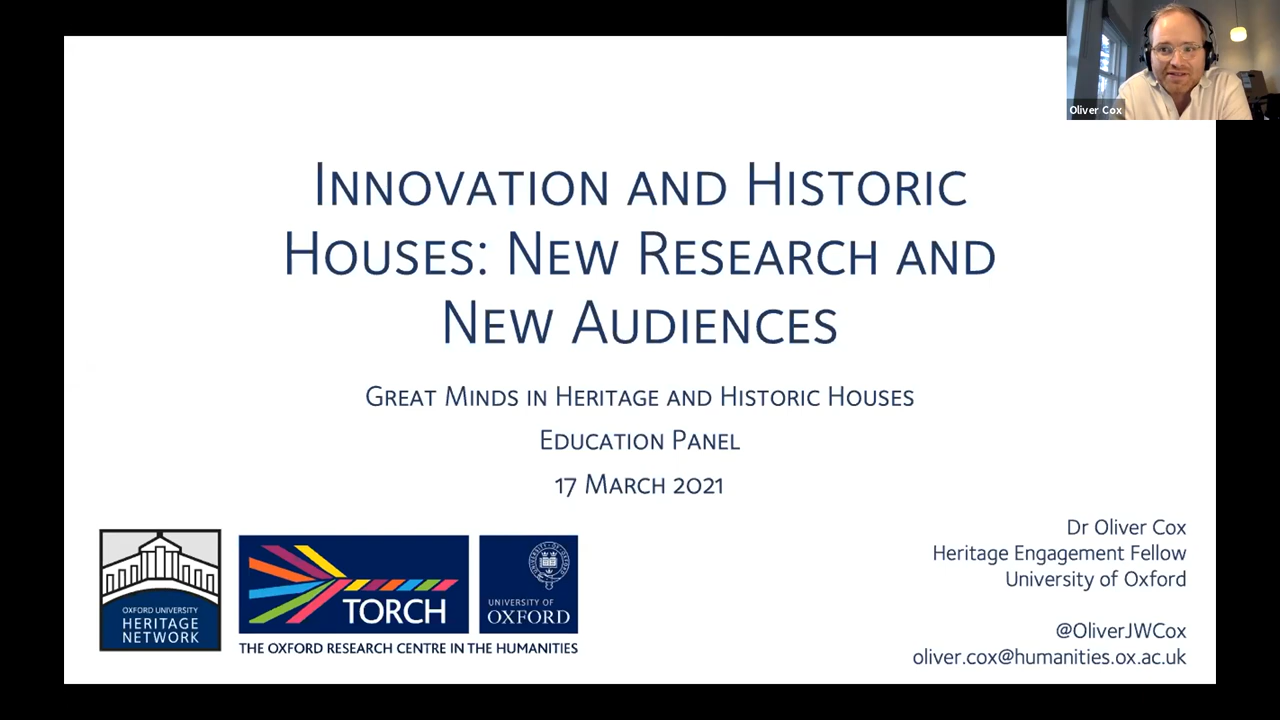 Oliver Cox
Innovation and Historic
Houses: New Research and
New Audiences
Great Minds in Heritage and Historic Houses
Education Panel
17 March 2021
Dr Oliver Cox
Heritage Engagement Fellow
University of Oxford
@OliverJWCox
oliver.cox@humanities.ox.ac.uk
OXFORD UNIVERSITY
HERITAGE
NETWORK
TORCH
UNIVERSITY OF
OXFORD
THE OXFORD RESEARCH CENTRE IN THE HUMANITIES